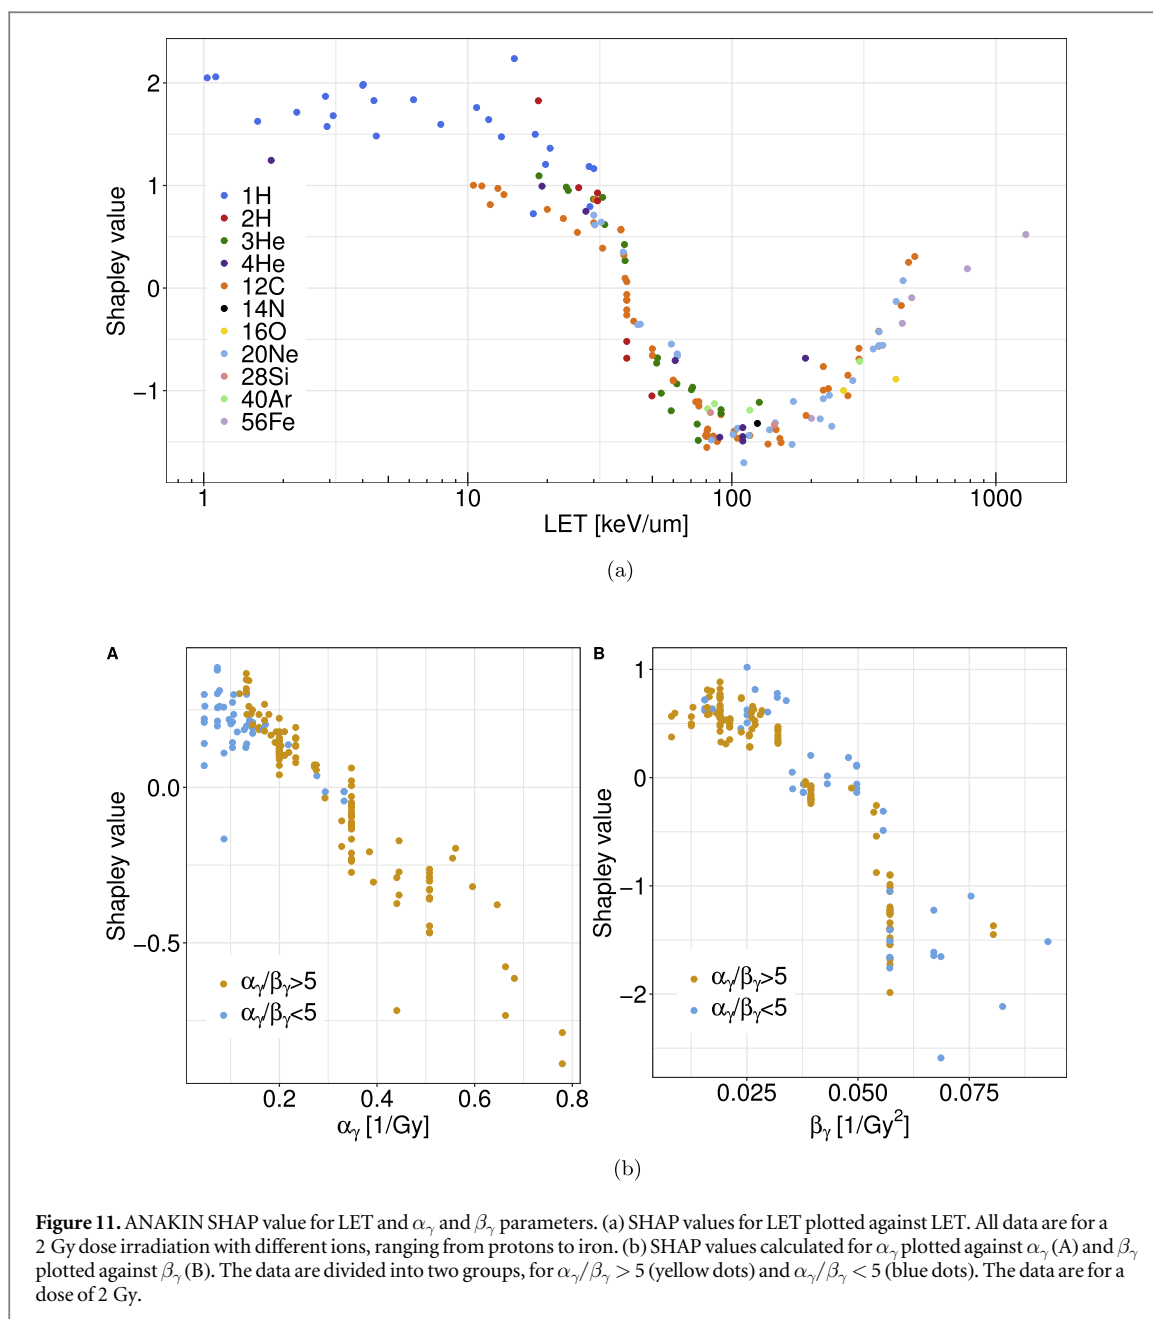 2
1
0
−1
Shapley value
1H
2H
3He
4He
12C
14N
16O
20Ne
28Si
40Ar
56Fe
1 10 100 1000
LET [keV/um]
(a)
A
0.0
−0.5
Shapley value
αγ/βγ>5
αγ/βγ<5
0.2 0.4 0.6 0.8
αγ [1/Gy]
B
1
0
−1
−2
Shapley value
αγ/βγ>5
αγ/βγ<5
0.025 0.050 0.075
βγ [1/Gy²]
(b)
Figure 11. ANAKIN SHAP value for LET and αγ and βγ parameters. (a) SHAP values for LET plotted against LET. All data are for a
2 Gy dose irradiation with different ions, ranging from protons to iron. (b) SHAP values calculated for αγ plotted against αγ (A) and βγ
plotted against βγ (B). The data are divided into two groups, for αγ/βγ > 5 (yellow dots) and αγ/βγ < 5 (blue dots). The data are for a
dose of 2 Gy.